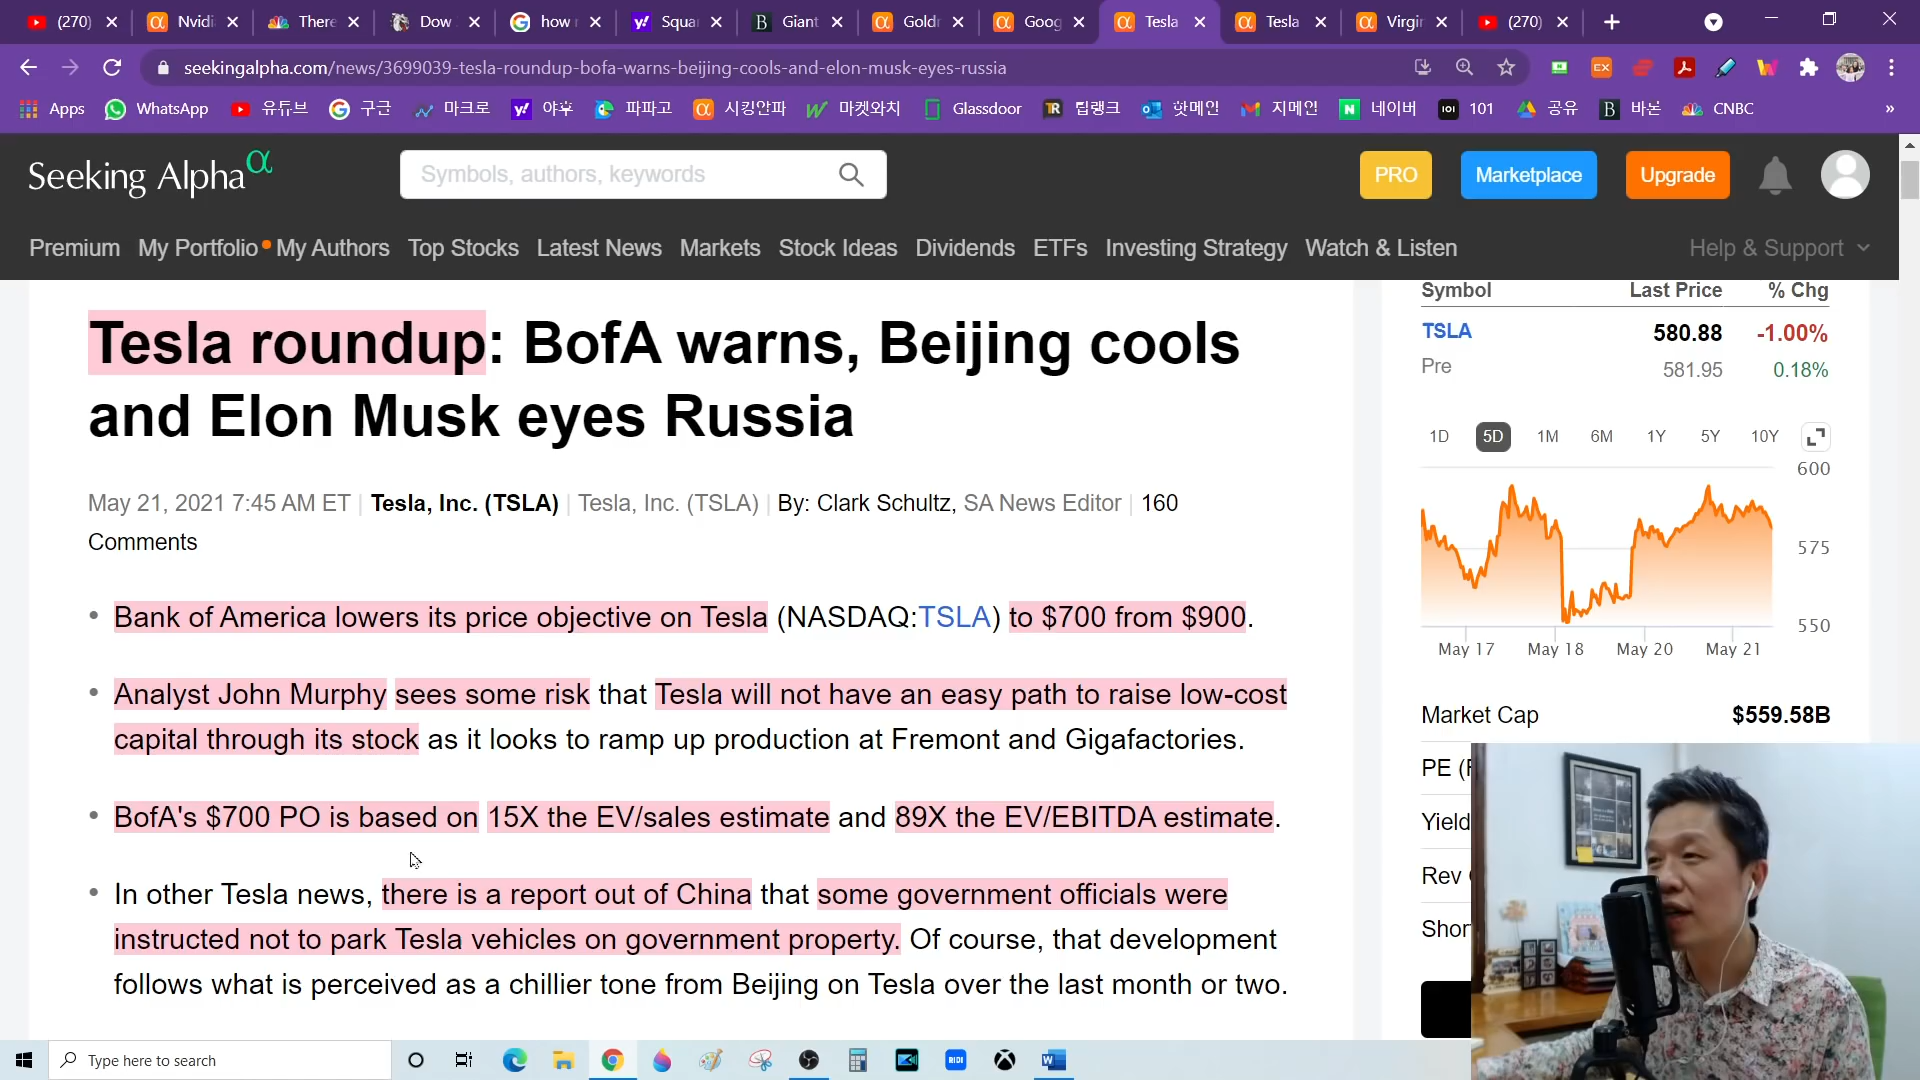 (270)
Nvidi
There
Dow
how
Squar
Giant
Goldr
Goog
Tesla
Tesla
Virgin
(270)
seekingalpha.com/news/3699039-tesla-roundup-bofa-warns-beijing-cools-and-elon-musk-eyes-russia
Apps WhatsApp 유튜브 구글 마크로 야후 파파고 시킹안파 마켓와치 Glassdoor 팁랭크 핫메인 지메인 네이버 101 공유 바본 CNBC »
Seeking Alpha α
Symbols, authors, keywords
PRO
Marketplace
Upgrade
Premium My Portfolio My Authors Top Stocks Latest News Markets Stock Ideas Dividends ETFs Investing Strategy Watch & Listen Help & Support
Tesla roundup: BofA warns, Beijing cools
and Elon Musk eyes Russia
May 21, 2021 7:45 AM ET | Tesla, Inc. (TSLA) | Tesla, Inc. (TSLA) | By: Clark Schultz, SA News Editor | 160
Comments
• Bank of America lowers its price objective on Tesla (NASDAQ:TSLA) to $700 from $900.
• Analyst John Murphy sees some risk that Tesla will not have an easy path to raise low-cost
capital through its stock as it looks to ramp up production at Fremont and Gigafactories.
• BofA's $700 PO is based on 15X the EV/sales estimate and 89X the EV/EBITDA estimate.
• In other Tesla news, there is a report out of China that some government officials were
instructed not to park Tesla vehicles on government property. Of course, that development
follows what is perceived as a chillier tone from Beijing on Tesla over the last month or two.
Symbol Last Price % Chg
TSLA 580.88 -1.00%
Pre 581.95 0.18%
1D 5D 1M 6M 1Y 5Y 10Y
600
575
550
May 17 May 18 May 20 May 21
Market Cap $559.58B
PE (F
Yield
Rev
Shor
Type here to search
RIDI